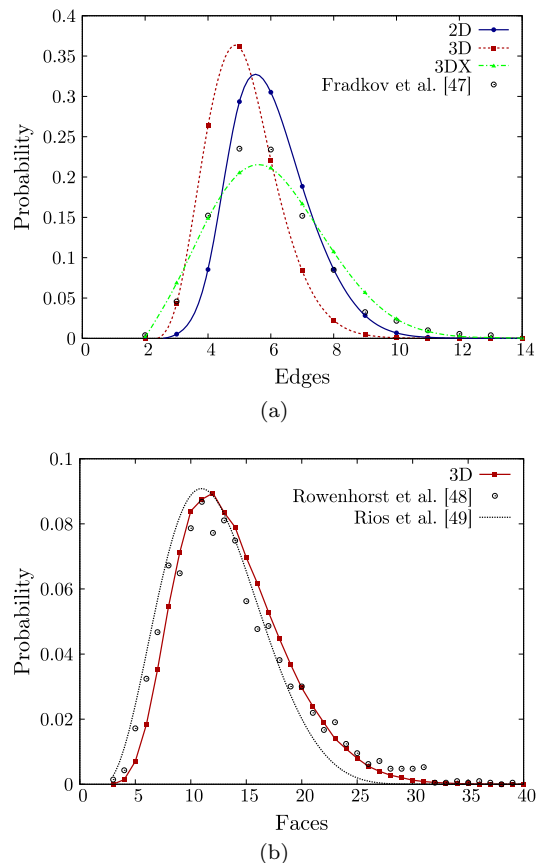 0.4
0.35
0.3
0.25
0.2
0.15
0.1
0.05
0
Probability
2D
3D
3DX
Fradkov et al. [47]
0 2 4 6 8 10 12 14
Edges
(a)
0.1
0.08
0.06
0.04
0.02
0
Probability
3D
Rowenhorst et al. [48]
Rios et al. [49]
0 5 10 15 20 25 30 35 40
Faces
(b)